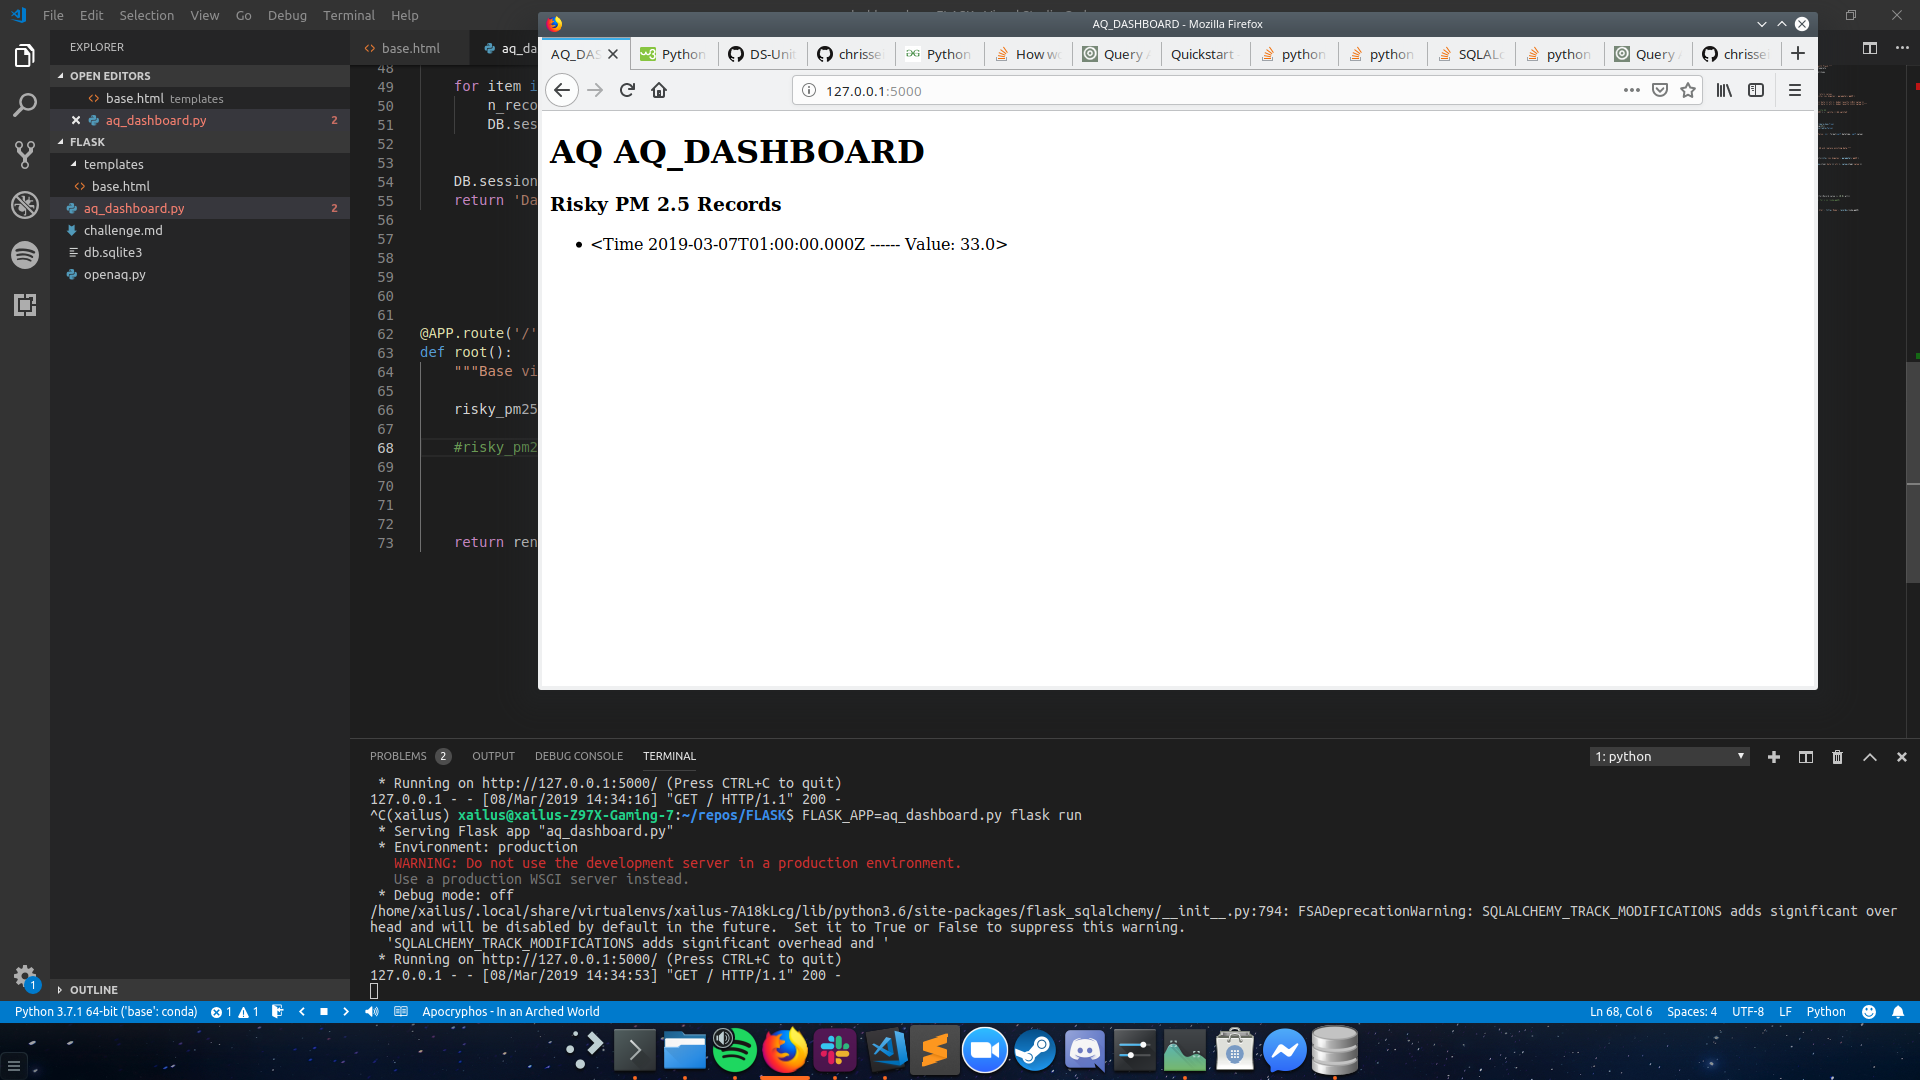 File Edit Selection View Go Debug Terminal Help
EXPLORER
OPEN EDITORS
base.html templates
aq_dashboard.py 2
FLASK
templates
base.html
aq_dashboard.py 2
challenge.md
db.sqlite3
openaq.py
OUTLINE
base.html aq_da
48
49 for item i
50 n_reco
51 DB.ses
52
53
54 DB.session
55 return 'Da
56
57
58
59
60
61
62 @APP.route('/'
63 def root():
64 """Base vi
65
66 risky_pm25
67
68 #risky_pm2
69
70
71
72
73 return ren
AQ_DASHBOARD - Mozilla Firefox
AQ_DAS Python DS-Unit chrissei Python How wo Query Quickstart python python SQLAL python Query chrissei
127.0.0.1:5000
AQ AQ_DASHBOARD
Risky PM 2.5 Records
• <Time 2019-03-07T01:00:00.000Z ------ Value: 33.0>
PROBLEMS 2 OUTPUT DEBUG CONSOLE TERMINAL 1: python
* Running on http://127.0.0.1:5000/ (Press CTRL+C to quit)
127.0.0.1 - - [08/Mar/2019 14:34:16] "GET / HTTP/1.1" 200 -
^C(xailus) xailus@xailus-Z97X-Gaming-7:~/repos/FLASK$ FLASK_APP=aq_dashboard.py flask run
* Serving Flask app "aq_dashboard.py"
* Environment: production
WARNING: Do not use the development server in a production environment.
Use a production WSGI server instead.
* Debug mode: off
/home/xailus/.local/share/virtualenvs/xailus-7A18kLcg/lib/python3.6/site-packages/flask_sqlalchemy/__init__.py:794: FSADeprecationWarning: SQLALCHEMY_TRACK_MODIFICATIONS adds significant over
head and will be disabled by default in the future.  Set it to True or False to suppress this warning.
'SQLALCHEMY_TRACK_MODIFICATIONS adds significant overhead and '
* Running on http://127.0.0.1:5000/ (Press CTRL+C to quit)
127.0.0.1 - - [08/Mar/2019 14:34:53] "GET / HTTP/1.1" 200 -
1
Python 3.7.1 64-bit ('base': conda) 1 1 Apocryphos - In an Arched World Ln 68, Col 6 Spaces: 4 UTF-8 LF Python